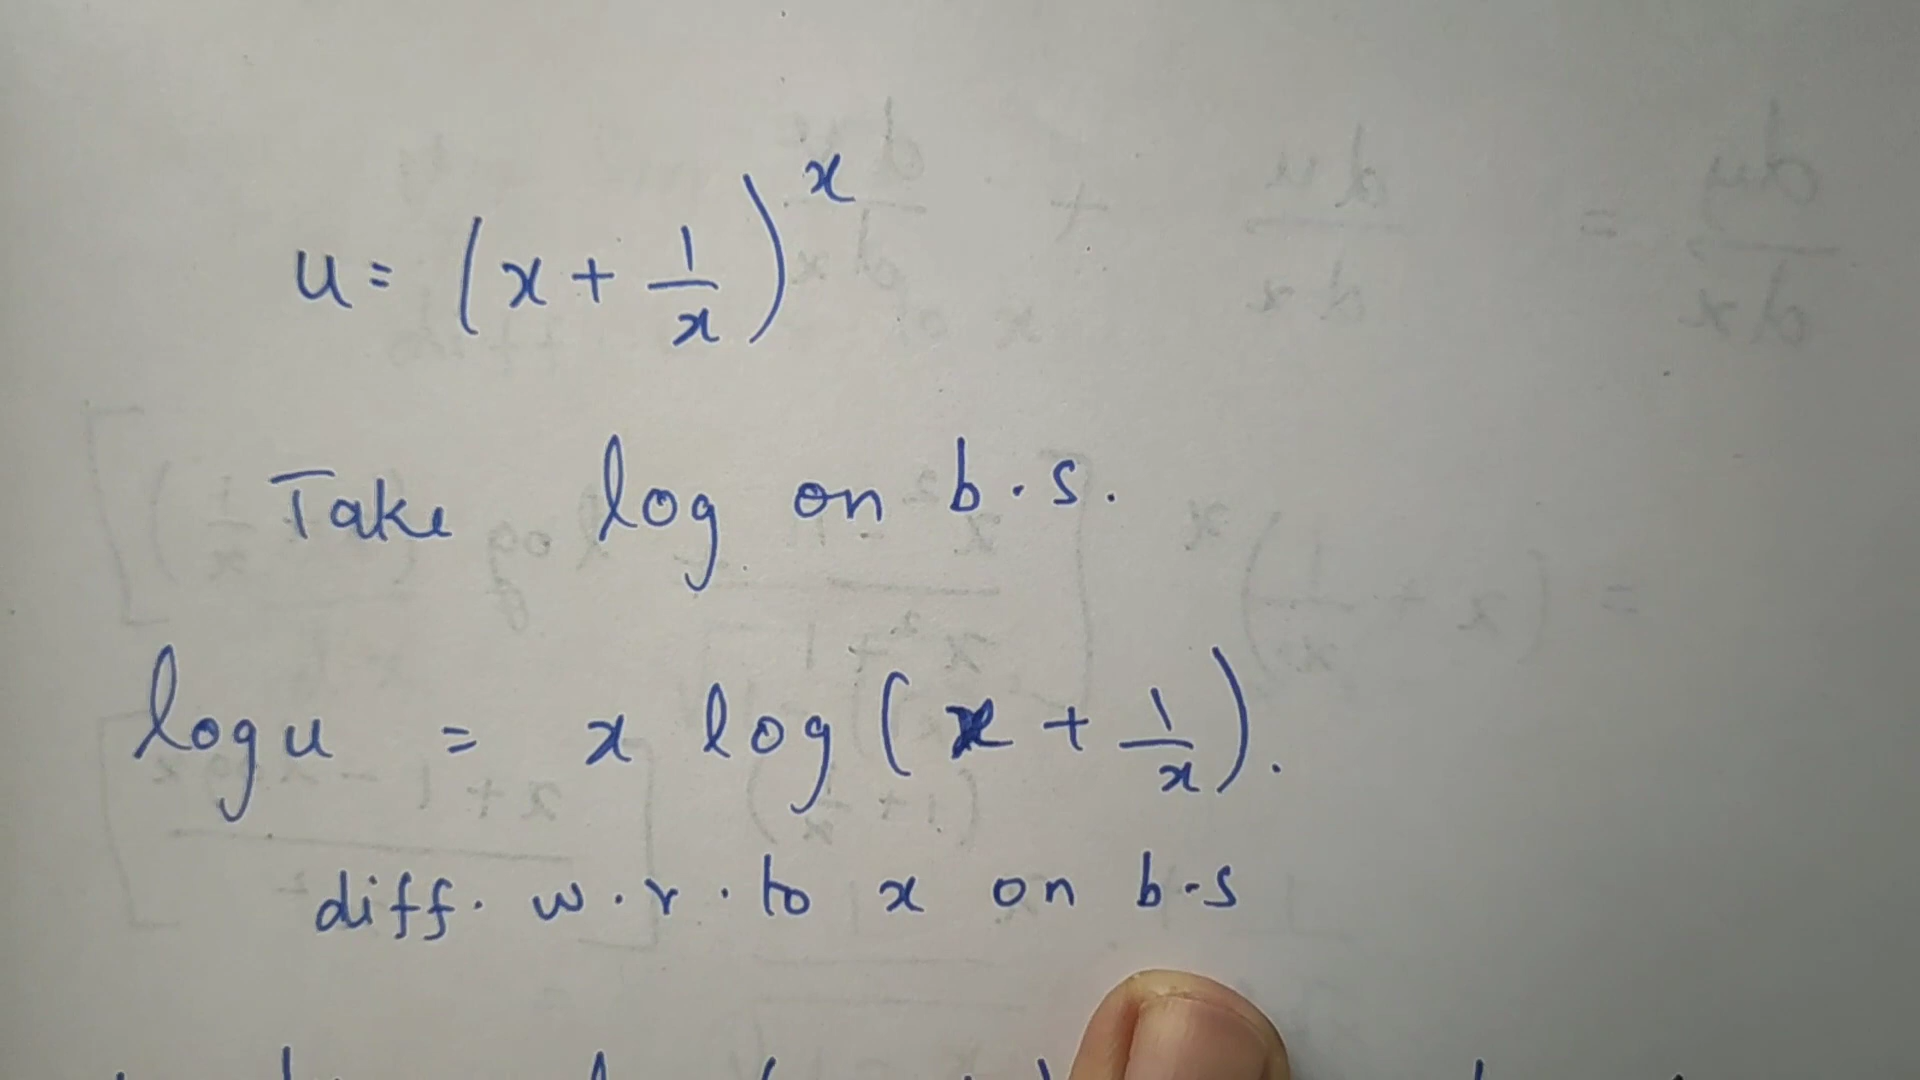 u = (x + 1/x)^x
Take log on b.s.
log u = x log (x + 1/x).
diff. w.r.to x on b-s